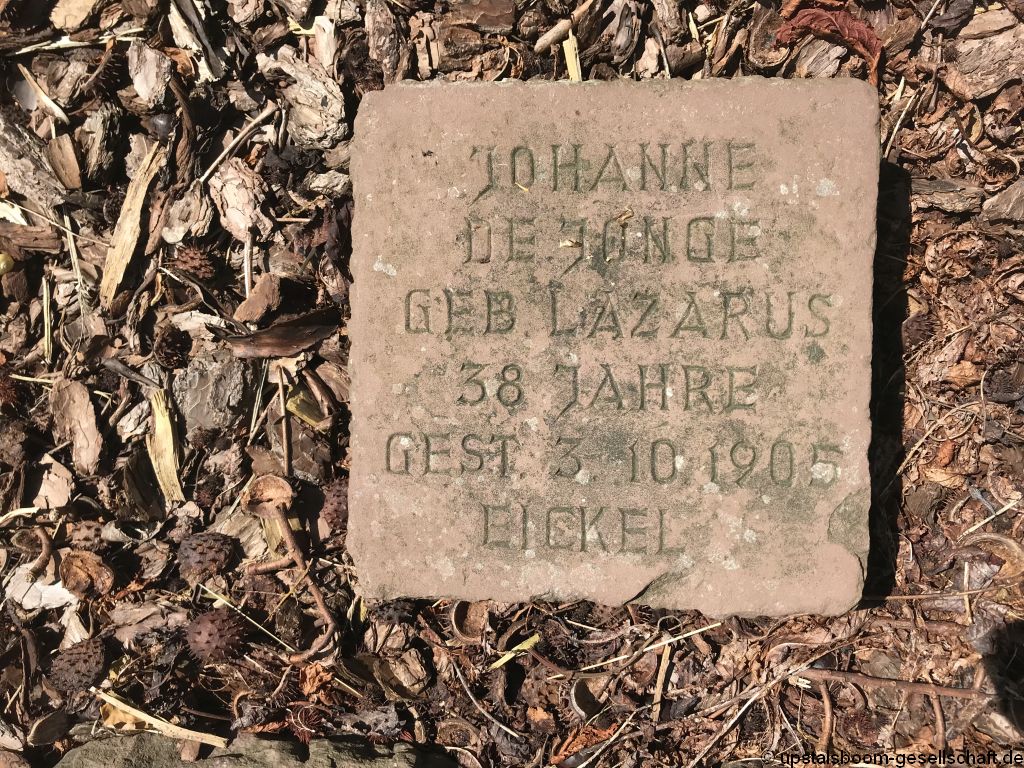 JOHANNE
DE JONGE
GEB. LAZARUS
38 JAHRE
GEST. 3. 10. 1905
EICKEL
© upstalsboom-gesellschaft.de